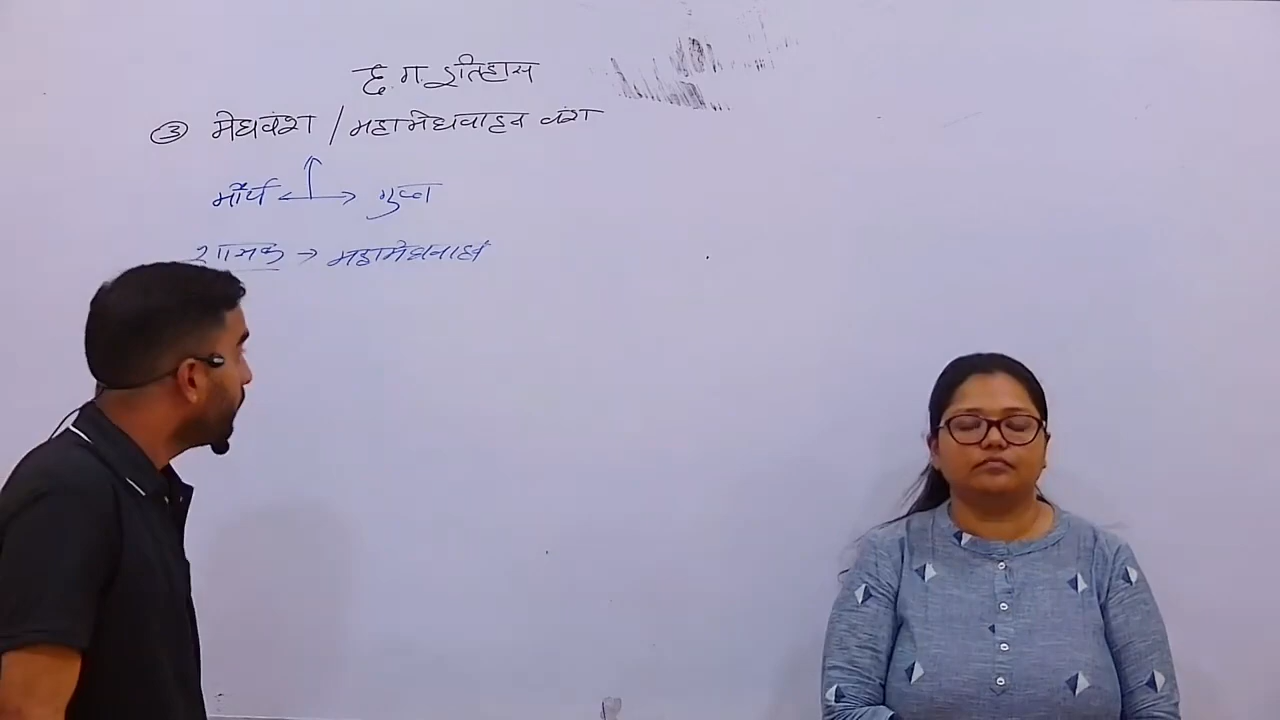 छ.ग. इतिहास
③ मेघवंश / महामेघवाहन वंश
मौर्य ← ↑ → गुप्त
शासक → महामेघवाहन